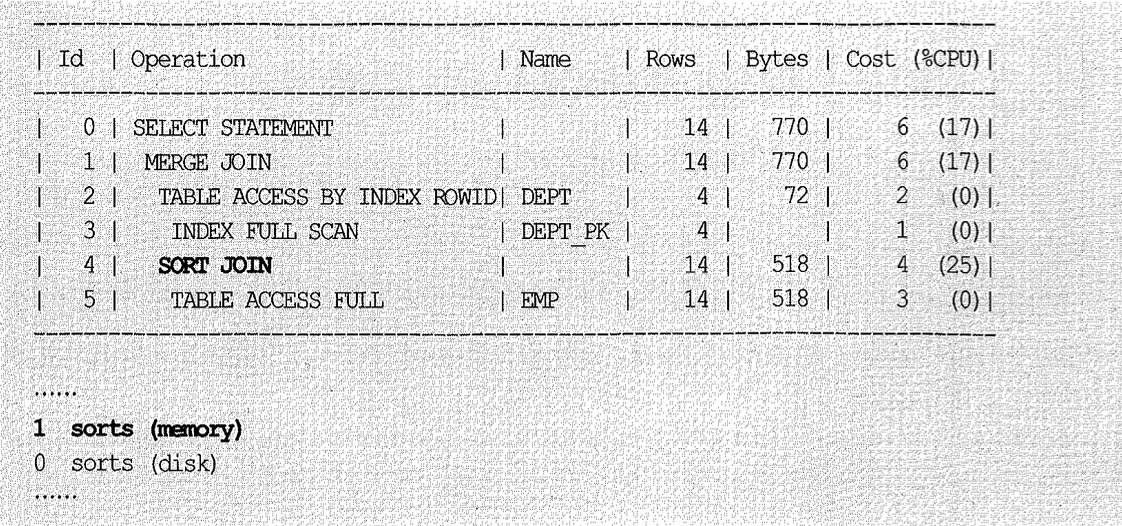 ---------------------------------------------------------------------------
| Id  | Operation                    | Name    | Rows  | Bytes | Cost (%CPU)|
---------------------------------------------------------------------------
|   0 | SELECT STATEMENT             |         |    14 |   770 |     6  (17)|
|   1 |  MERGE JOIN                  |         |    14 |   770 |     6  (17)|
|   2 |   TABLE ACCESS BY INDEX ROWID| DEPT    |     4 |    72 |     2   (0)|
|   3 |    INDEX FULL SCAN           | DEPT_PK |     4 |       |     1   (0)|
|   4 |   SORT JOIN                  |         |    14 |   518 |     4  (25)|
|   5 |    TABLE ACCESS FULL         | EMP     |    14 |   518 |     3   (0)|
---------------------------------------------------------------------------
……
1  sorts (memory)
0  sorts (disk)
……